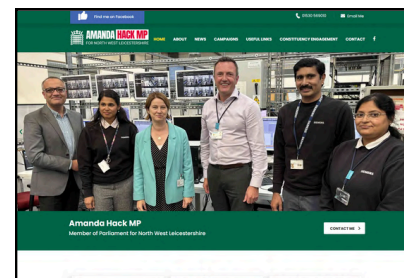 Find me on Facebook
01530 588550
Email Me
AMANDA HACK MP
FOR NORTH WEST LEICESTERSHIRE
HOME
ABOUT
NEWS
CAMPAIGNS
USEFUL LINKS
CONSTITUENCY ENGAGEMENT
CONTACT
Amanda Hack MP
CONTACT ME
Member of Parliament for North West Leicestershire